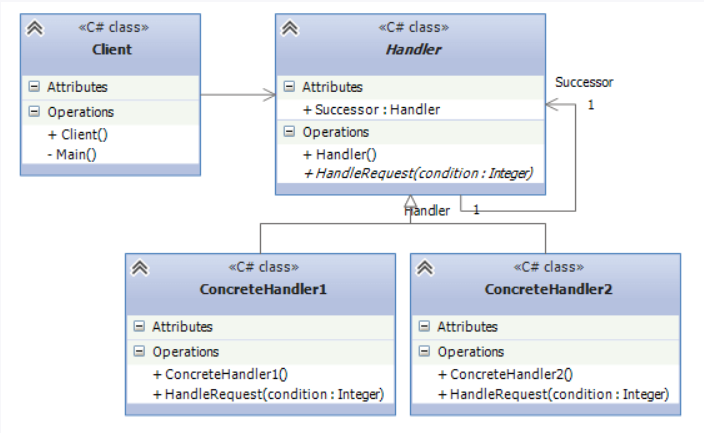 «C# class»
Client
Attributes
Operations
+ Client()
- Main()
«C# class»
Handler
Attributes
+ Successor : Handler
Operations
+ Handler()
+ HandleRequest(condition : Integer)
Successor
1
Handler
1
«C# class»
ConcreteHandler1
Attributes
Operations
+ ConcreteHandler1()
+ HandleRequest(condition : Integer)
«C# class»
ConcreteHandler2
Attributes
Operations
+ ConcreteHandler2()
+ HandleRequest(condition : Integer)